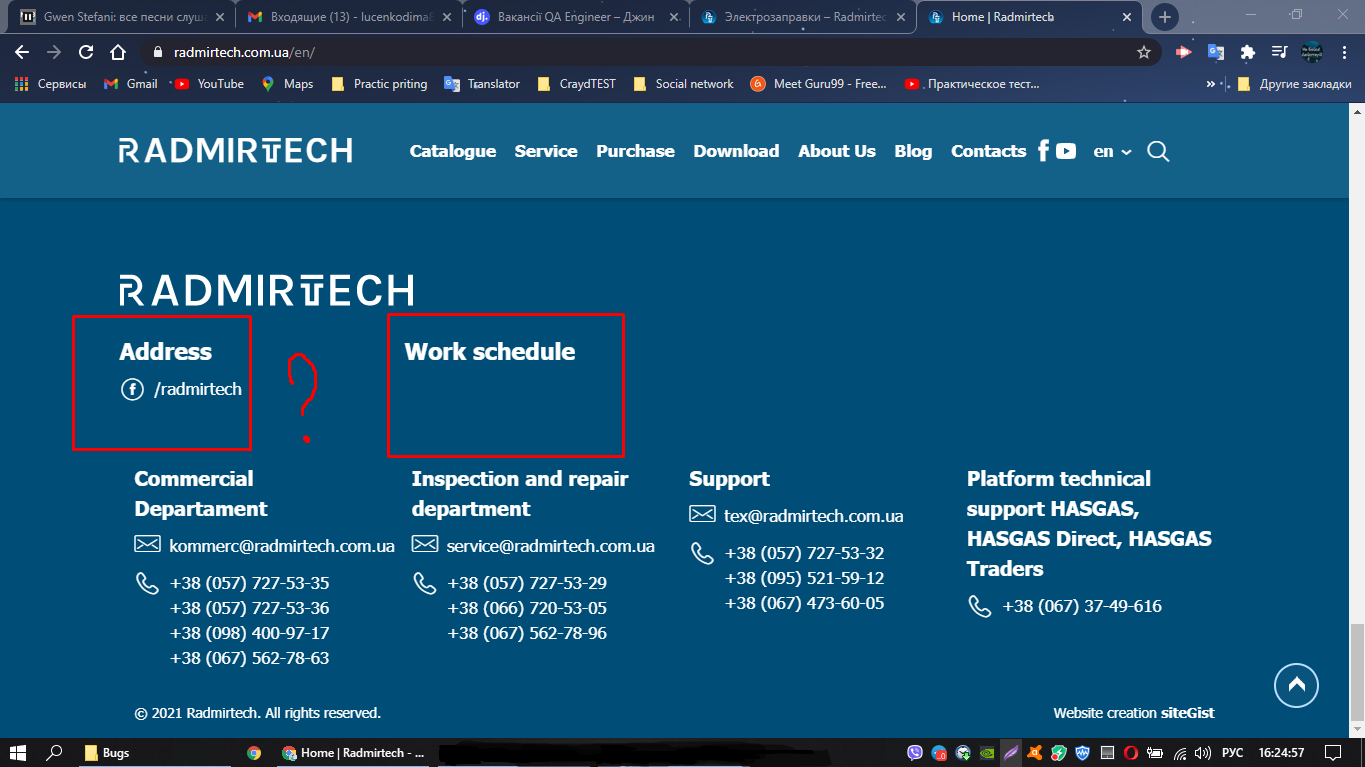 Gwen Stefani: все песни слуша
Входящие (13) - lucenkodima8
Вакансії QA Engineer – Джин
Электрозаправки – Radmirtec
Home | Radmirtech
radmirtech.com.ua/en/
Сервисы
Gmail
YouTube
Maps
Practic priting
Translator
CraydTEST
Social network
Meet Guru99 - Free...
Практическое тест...
»
Другие закладки
RADMIRTECH
Catalogue Service Purchase Download About Us Blog Contacts en
RADMIRTECH
Address
/radmirtech
?
Work schedule
Commercial
Departament
kommerc@radmirtech.com.ua
+38 (057) 727-53-35
+38 (057) 727-53-36
+38 (098) 400-97-17
+38 (067) 562-78-63
Inspection and repair
department
service@radmirtech.com.ua
+38 (057) 727-53-29
+38 (066) 720-53-05
+38 (067) 562-78-96
Support
tex@radmirtech.com.ua
+38 (057) 727-53-32
+38 (095) 521-59-12
+38 (067) 473-60-05
Platform technical
support HASGAS,
HASGAS Direct, HASGAS
Traders
+38 (067) 37-49-616
© 2021 Radmirtech. All rights reserved.
Website creation siteGist
Bugs
Home | Radmirtech - ...
РУС
16:24:57